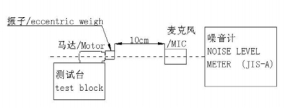 振子/eccentric weigh
马达/Motor
10cm
麦克风
/MIC
噪音计
NOISE LEVEL
METER (JIS-A)
测试台
test block